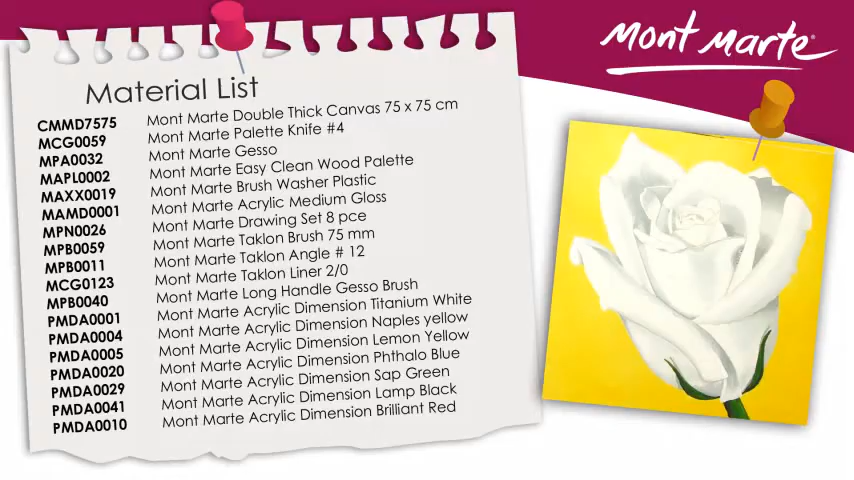 Mont Marte®
Material List
CMMD7575 Mont Marte Double Thick Canvas 75 x 75 cm
MCG0059 Mont Marte Palette Knife #4
MPA0032 Mont Marte Gesso
MAPL0002 Mont Marte Easy Clean Wood Palette
MAXX0019 Mont Marte Brush Washer Plastic
MAMD0001 Mont Marte Acrylic Medium Gloss
MPN0026 Mont Marte Drawing Set 8 pce
MPB0059 Mont Marte Taklon Brush 75 mm
MPB0011 Mont Marte Taklon Angle # 12
MCG0123 Mont Marte Taklon Liner 2/0
MPB0040 Mont Marte Long Handle Gesso Brush
PMDA0001 Mont Marte Acrylic Dimension Titanium White
PMDA0004 Mont Marte Acrylic Dimension Naples yellow
PMDA0005 Mont Marte Acrylic Dimension Lemon Yellow
PMDA0020 Mont Marte Acrylic Dimension Phthalo Blue
PMDA0029 Mont Marte Acrylic Dimension Sap Green
PMDA0041 Mont Marte Acrylic Dimension Lamp Black
PMDA0010 Mont Marte Acrylic Dimension Brilliant Red